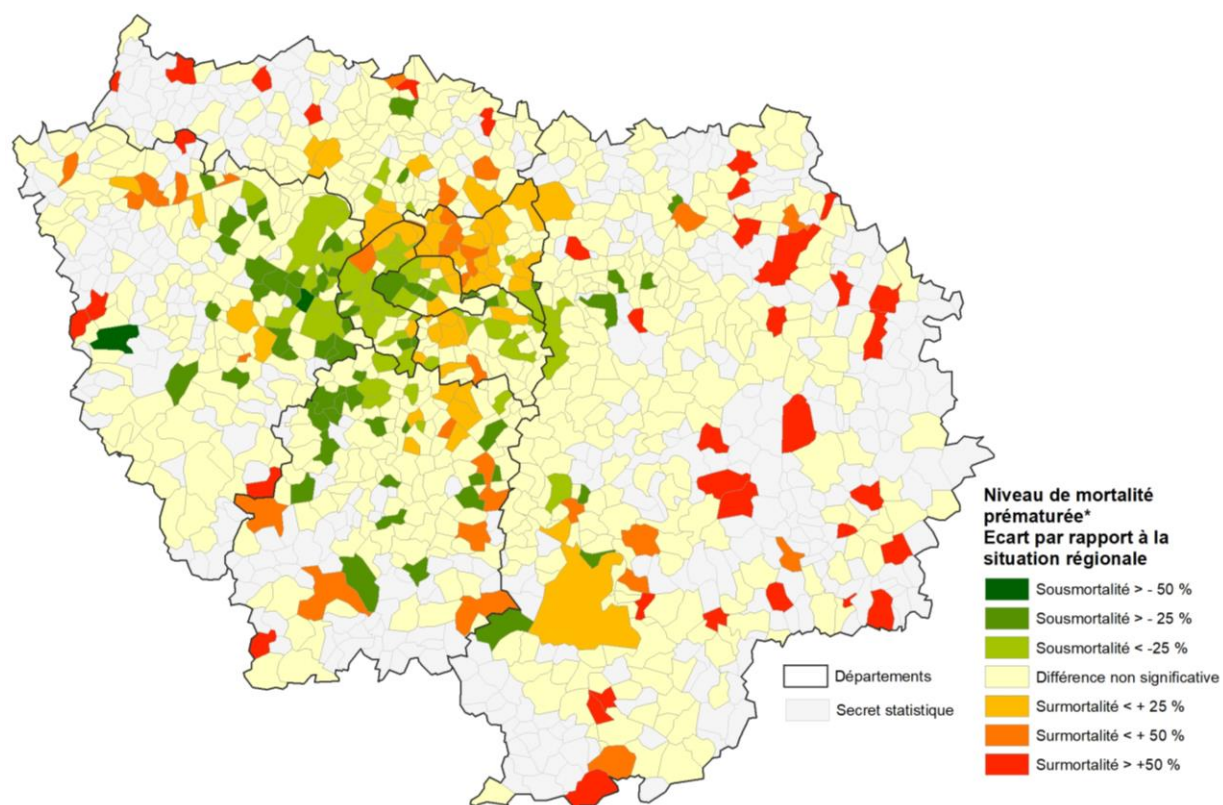 Niveau de mortalité
prématurée*
Ecart par rapport à la
situation régionale
Sousmortalité > - 50 %
Sousmortalité > - 25 %
Sousmortalité < -25 %
Différence non significative
Surmortalité < + 25 %
Surmortalité < + 50 %
Surmortalité > +50 %
Départements
Secret statistique